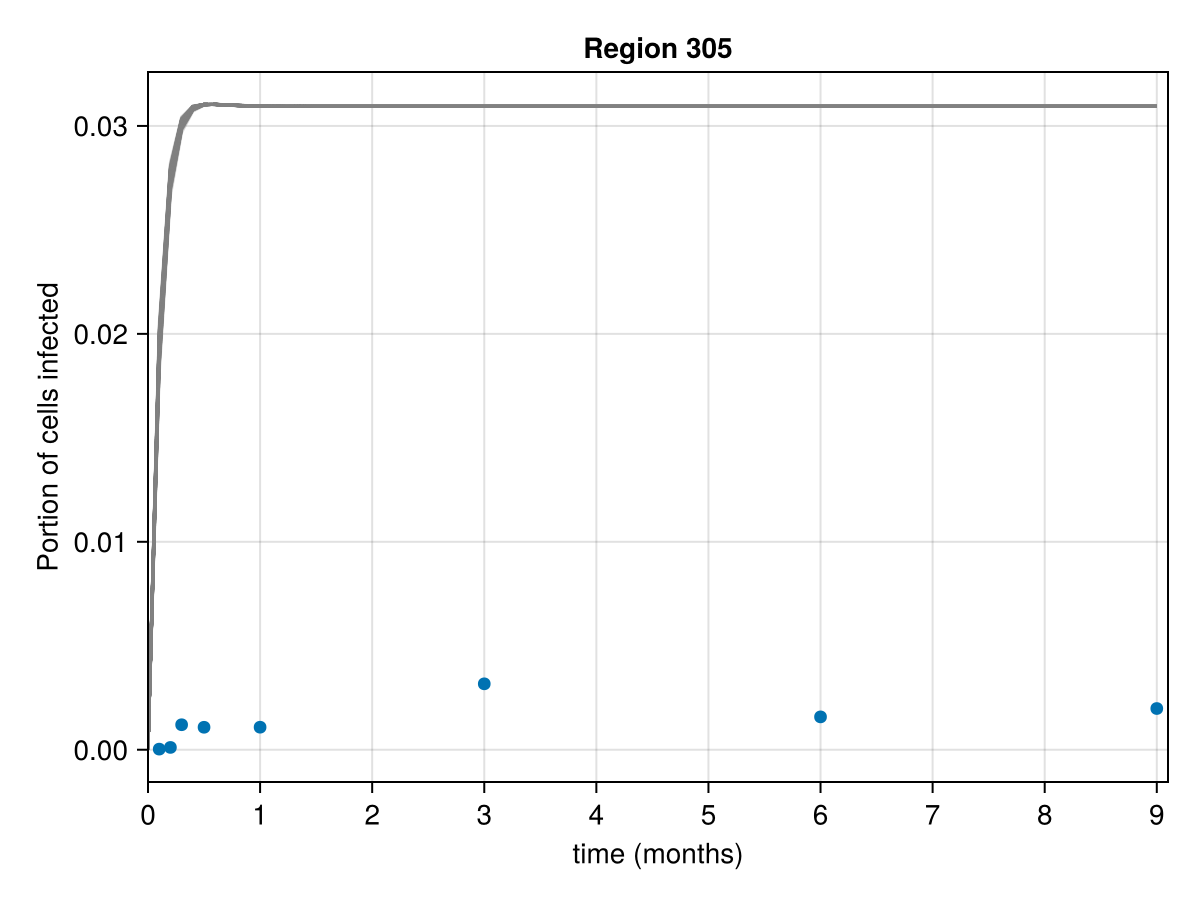 Region 305
Portion of cells infected
0.03
0.02
0.01
0.00
0 1 2 3 4 5 6 7 8 9
time (months)